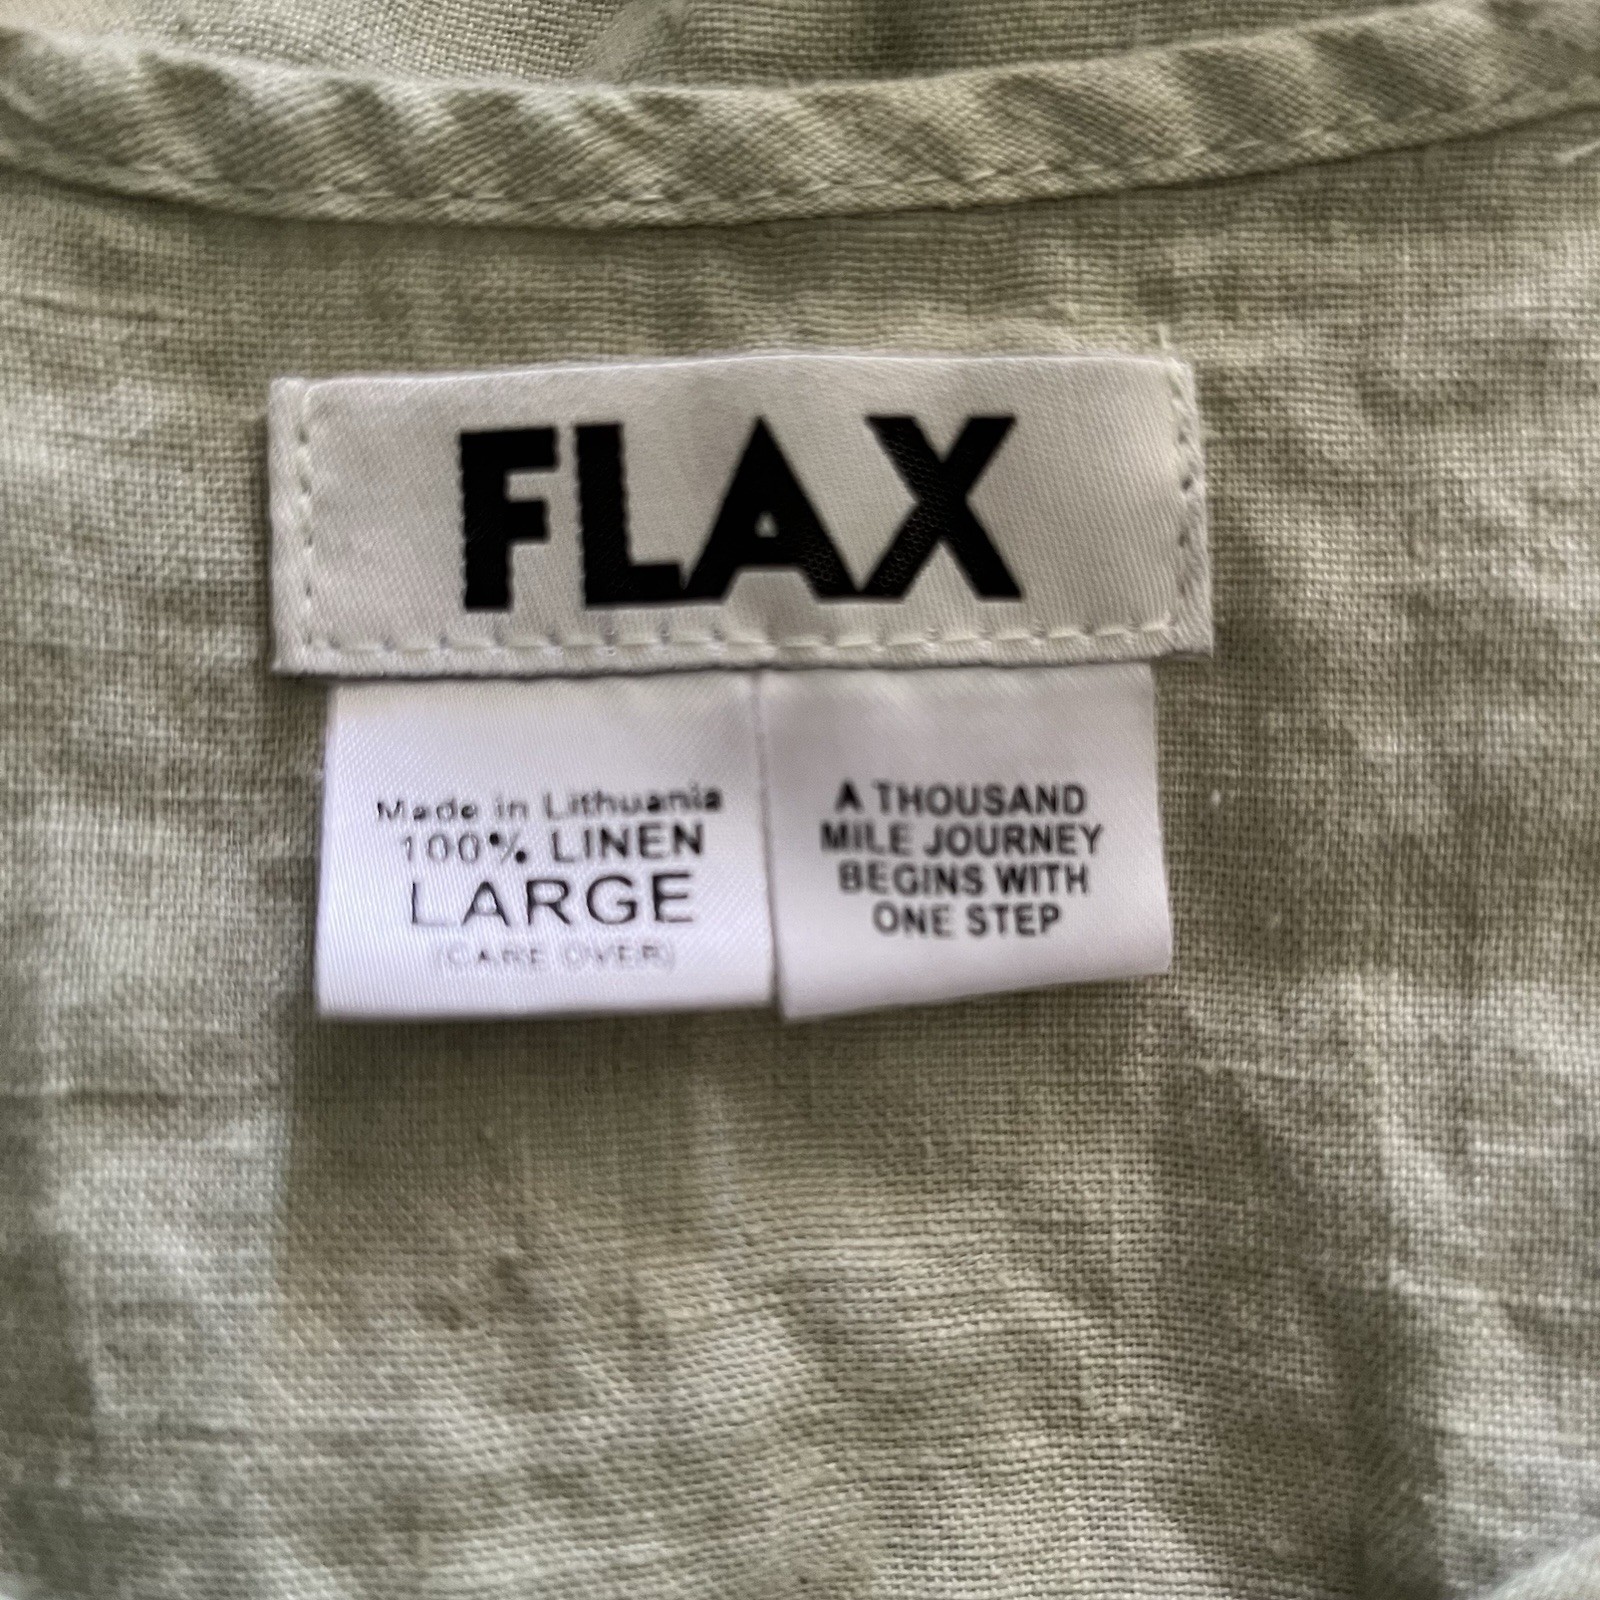 FLAX
Made in Lithuania
100% LINEN
LARGE
(CARE OVER)
A THOUSAND
MILE JOURNEY
BEGINS WITH
ONE STEP